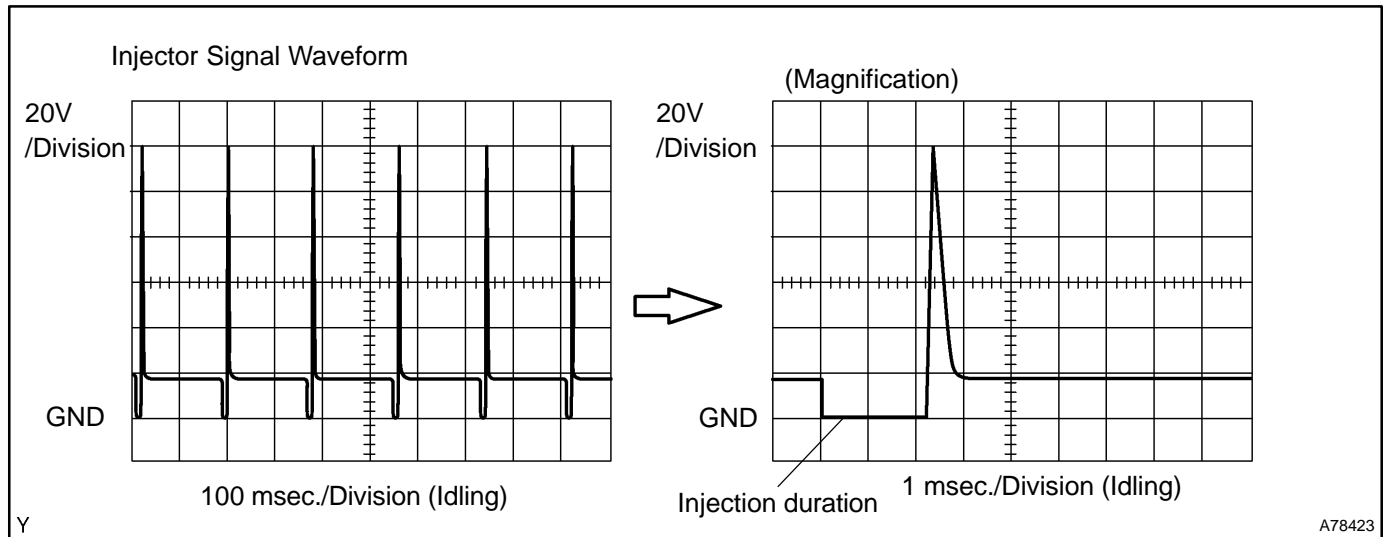 Injector Signal Waveform
(Magnification)
20V
/Division
GND
100 msec./Division (Idling)
20V
/Division
GND
Injection duration
1 msec./Division (Idling)
Y
A78423